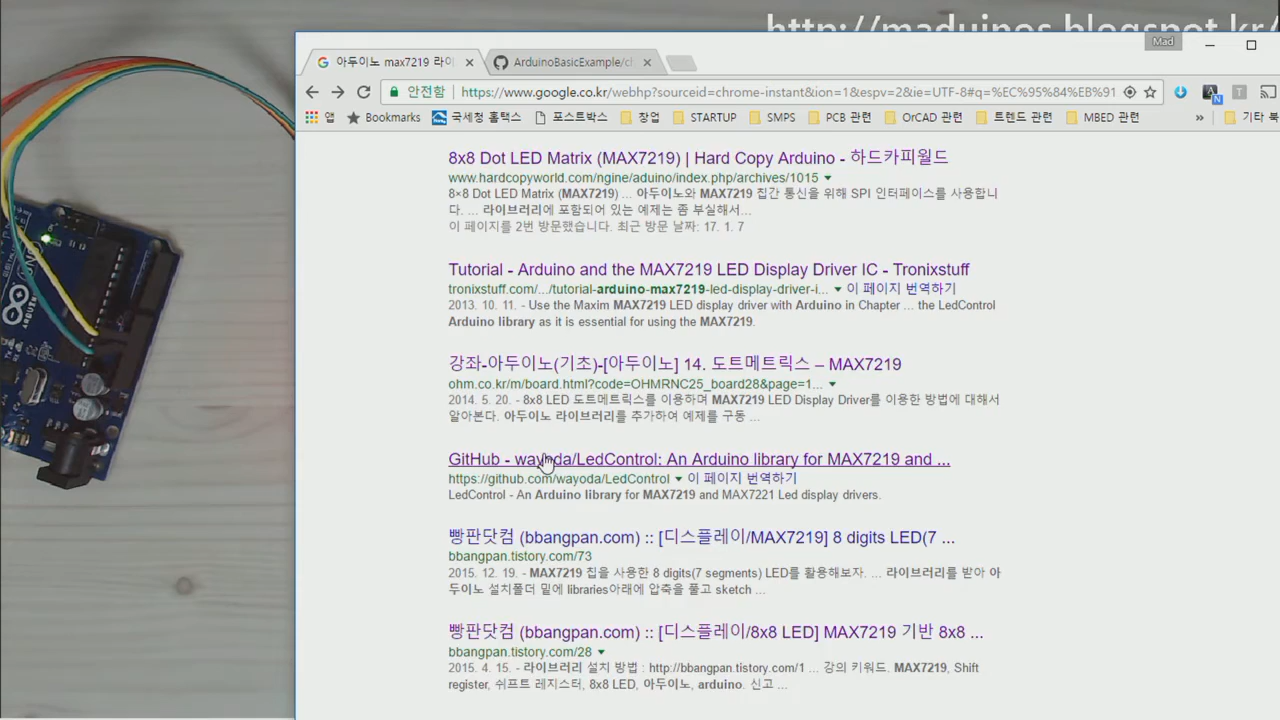 http://maduinos.blogspot.kr/
Mad
아두이노 max7219 라이
ArduinoBasicExample/cl
안전함 https://www.google.co.kr/webhp?sourceid=chrome-instant&ion=1&espv=2&ie=UTF-8#q=%EC%95%84%EB%91
앱 Bookmarks 국세청 홈택스 포스트박스 창업 STARTUP SMPS PCB 관련 OrCAD 관련 트렌드 관련 MBED 관련 » 기타 북
8x8 Dot LED Matrix (MAX7219) | Hard Copy Arduino - 하드카피월드
www.hardcopyworld.com/ngine/aduino/index.php/archives/1015
8×8 Dot LED Matrix (MAX7219) ... 아두이노와 MAX7219 칩간 통신을 위해 SPI 인터페이스를 사용합니
다. ... 라이브러리에 포함되어 있는 예제는 좀 부실해서...
이 페이지를 2번 방문했습니다. 최근 방문 날짜: 17. 1. 7
Tutorial - Arduino and the MAX7219 LED Display Driver IC - Tronixstuff
tronixstuff.com/.../tutorial-arduino-max7219-led-display-driver-i... 이 페이지 번역하기
2013. 10. 11. - Use the Maxim MAX7219 LED display driver with Arduino in Chapter ... the LedControl
Arduino library as it is essential for using the MAX7219.
강좌-아두이노(기초)-[아두이노] 14. 도트메트릭스 – MAX7219
ohm.co.kr/m/board.html?code=OHMRNC25_board28&page=1...
2014. 5. 20. - 8x8 LED 도트메트릭스를 이용하며 MAX7219 LED Display Driver를 이용한 방법에 대해서
알아본다. 아두이노 라이브러리를 추가하여 예제를 구동 ...
GitHub - wayoda/LedControl: An Arduino library for MAX7219 and ...
https://github.com/wayoda/LedControl 이 페이지 번역하기
LedControl - An Arduino library for MAX7219 and MAX7221 Led display drivers.
빵판닷컴 (bbangpan.com) :: [디스플레이/MAX7219] 8 digits LED(7 ...
bbangpan.tistory.com/73
2015. 12. 19. - MAX7219 칩을 사용한 8 digits(7 segments) LED를 활용해보자. ... 라이브러리를 받아 아
두이노 설치폴더 밑에 libraries아래에 압축을 풀고 sketch ...
빵판닷컴 (bbangpan.com) :: [디스플레이/8x8 LED] MAX7219 기반 8x8 ...
bbangpan.tistory.com/28
2015. 4. 15. - 라이브러리 설치 방법 : http://bbangpan.tistory.com/1 ... 강의 키워드. MAX7219, Shift
register, 쉬프트 레지스터, 8x8 LED, 아두이노, arduino. 신고 ...